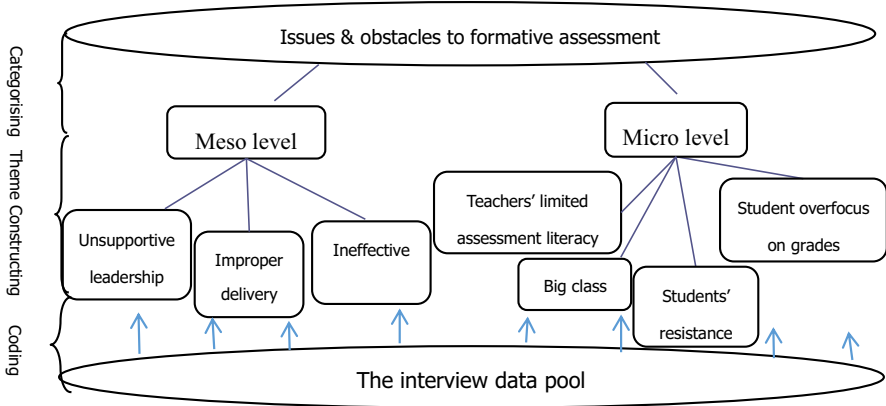 Issues & obstacles to formative assessment
Categorising
Meso level
Micro level
Theme Constructing
Unsupportive
leadership
Improper
delivery
Ineffective
Teachers’ limited
assessment literacy
Big class
Students’
resistance
Student overfocus
on grades
Coding
The interview data pool